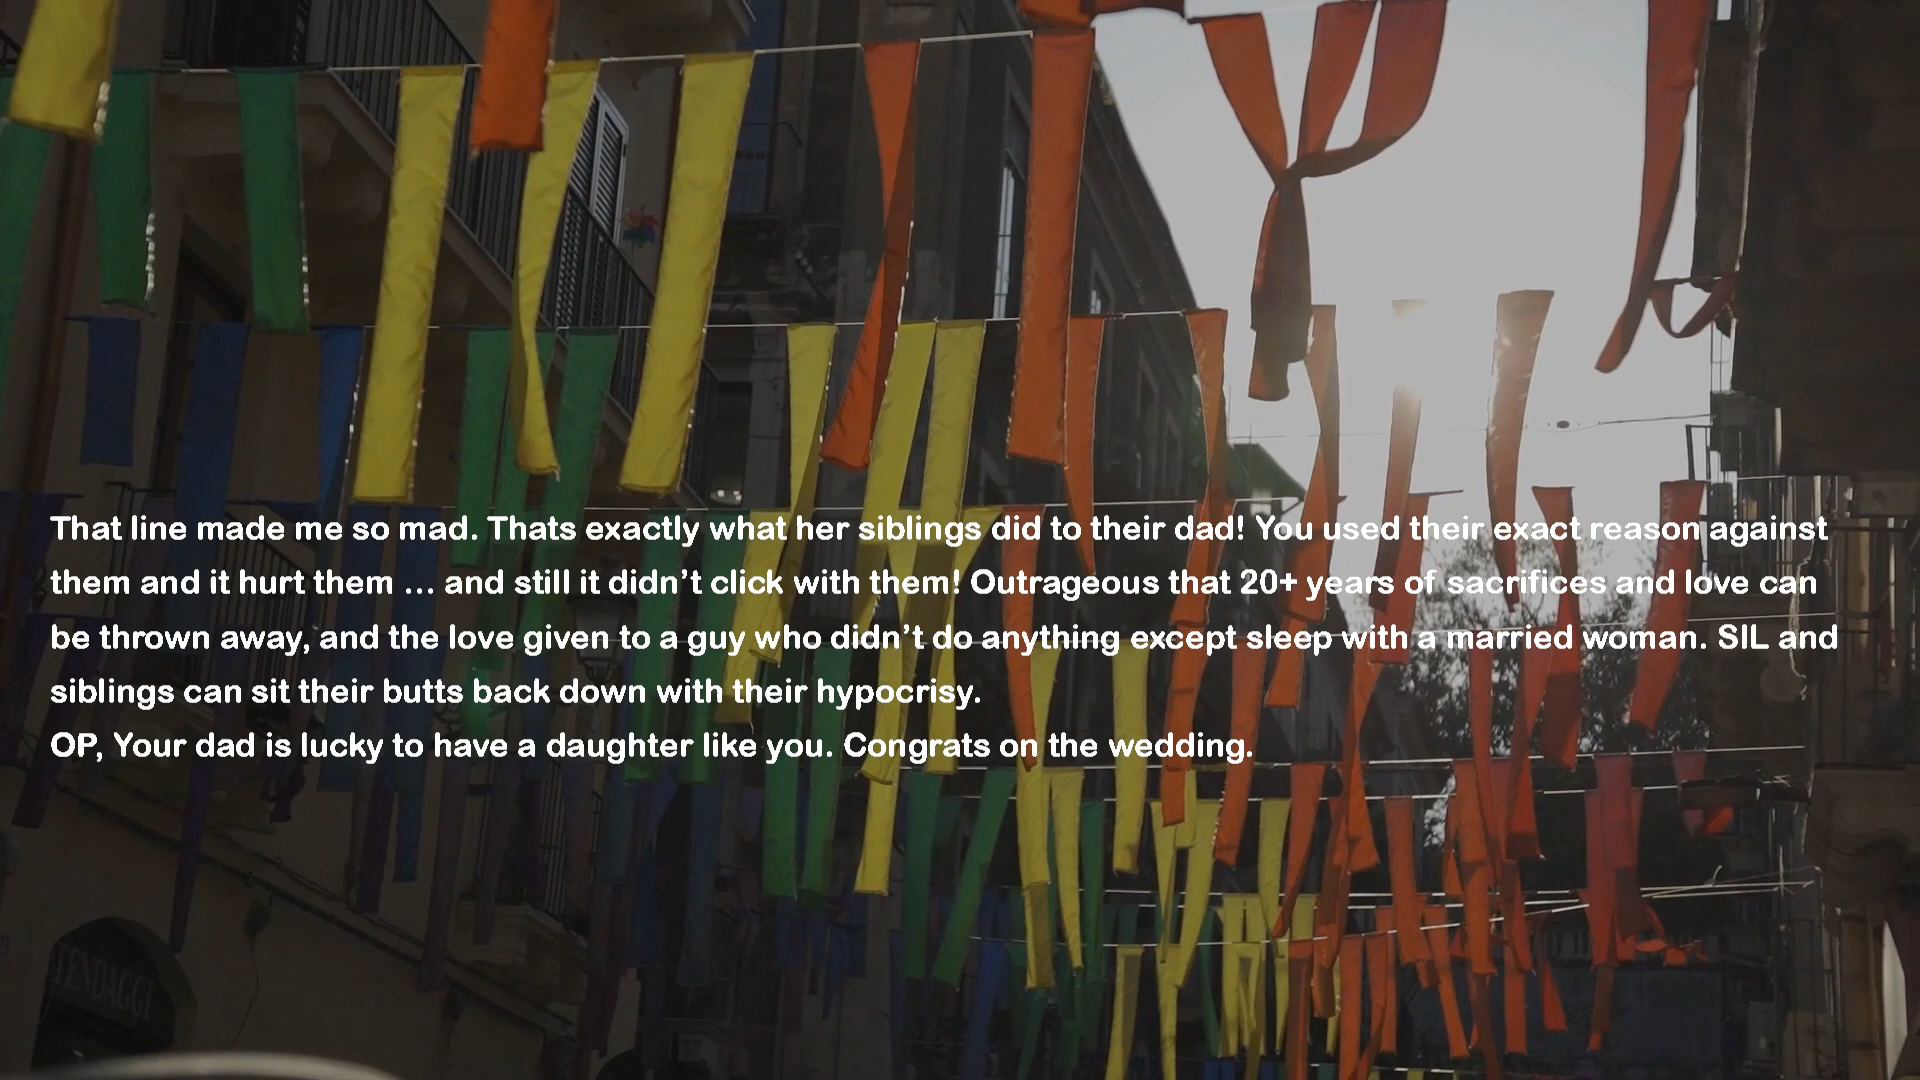 That line made me so mad. Thats exactly what her siblings did to their dad! You used their exact reason against
them and it hurt them … and still it didn’t click with them! Outrageous that 20+ years of sacrifices and love can
be thrown away, and the love given to a guy who didn’t do anything except sleep with a married woman. SIL and
siblings can sit their butts back down with their hypocrisy.
OP, Your dad is lucky to have a daughter like you. Congrats on the wedding.
TENDAGGI